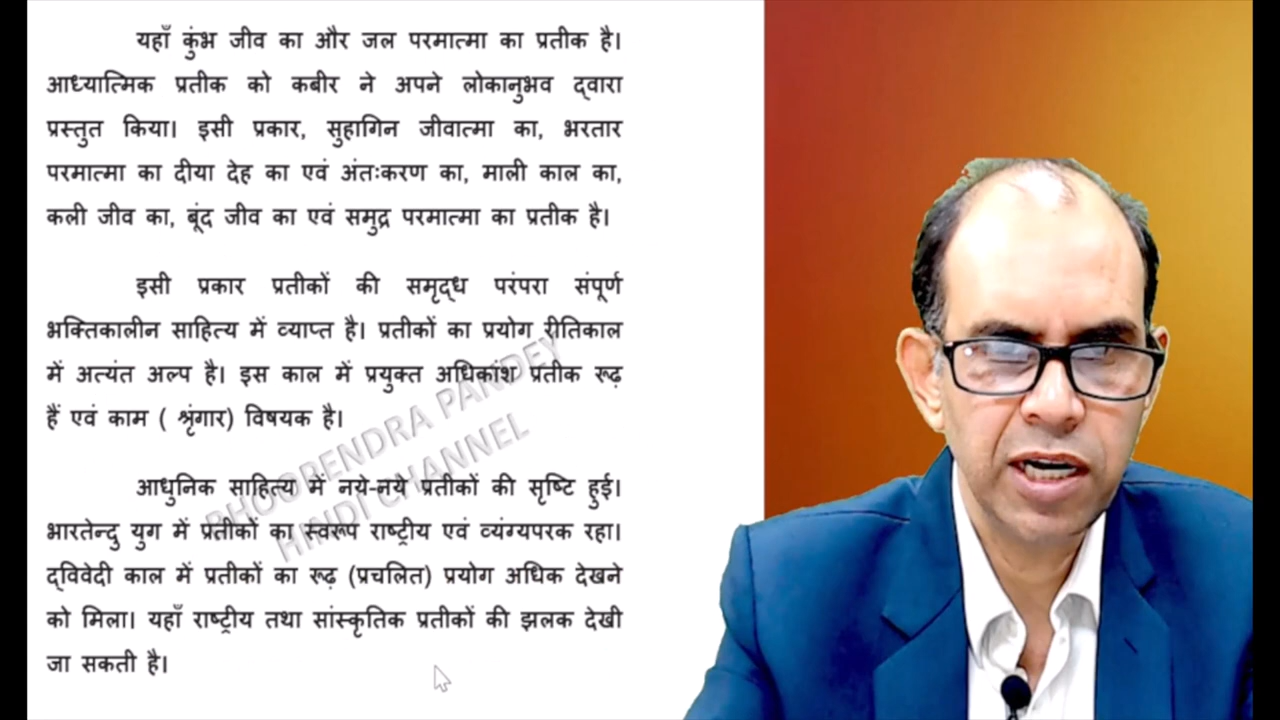 यहाँ कुंभ जीव का और जल परमात्मा का प्रतीक है।
आध्यात्मिक प्रतीक को कबीर ने अपने लोकानुभव द्वारा
प्रस्तुत किया। इसी प्रकार, सुहागिन जीवात्मा का, भरतार
परमात्मा का दीया देह का एवं अंतःकरण का, माली काल का,
कली जीव का, बूंद जीव का एवं समुद्र परमात्मा का प्रतीक है।
इसी प्रकार प्रतीकों की समृद्ध परंपरा संपूर्ण
भक्तिकालीन साहित्य में व्याप्त है। प्रतीकों का प्रयोग रीतिकाल
में अत्यंत अल्प है। इस काल में प्रयुक्त अधिकांश प्रतीक रूढ़
हैं एवं काम ( श्रृंगार) विषयक है।
आधुनिक साहित्य में नये-नये प्रतीकों की सृष्टि हुई।
भारतेन्दु युग में प्रतीकों का स्वरूप राष्ट्रीय एवं व्यंग्यपरक रहा।
द्विवेदी काल में प्रतीकों का रूढ़ (प्रचलित) प्रयोग अधिक देखने
को मिला। यहाँ राष्ट्रीय तथा सांस्कृतिक प्रतीकों की झलक देखी
जा सकती है।
BHOOPENDRA PANDEY
HINDI CHANNEL